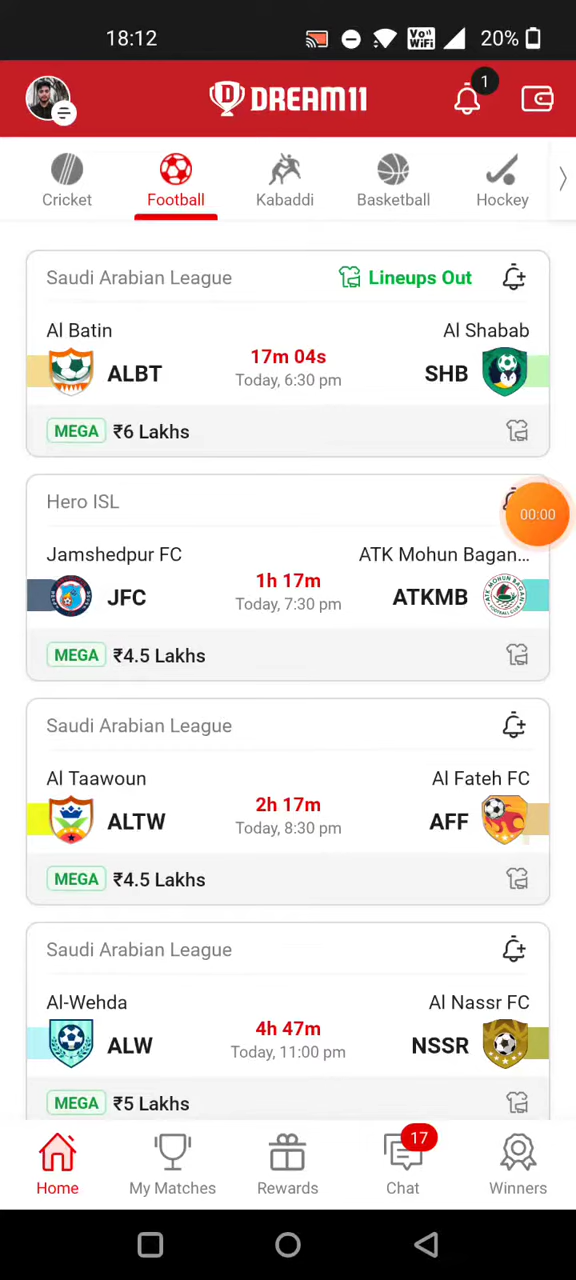 18:12
Vo WiFi
20%
DREAM11
1
Cricket
Football
Kabaddi
Basketball
Hockey
Saudi Arabian League
Lineups Out
Al Batin
Al Shabab
ALBT
17m 04s
SHB
Today, 6:30 pm
MEGA ₹6 Lakhs
Hero ISL
00:00
Jamshedpur FC
ATK Mohun Bagan...
JFC
1h 17m
ATKMB
Today, 7:30 pm
MEGA ₹4.5 Lakhs
Saudi Arabian League
Al Taawoun
Al Fateh FC
ALTW
2h 17m
AFF
Today, 8:30 pm
MEGA ₹4.5 Lakhs
Saudi Arabian League
Al-Wehda
Al Nassr FC
ALW
4h 47m
NSSR
Today, 11:00 pm
MEGA ₹5 Lakhs
17
Home
My Matches
Rewards
Chat
Winners